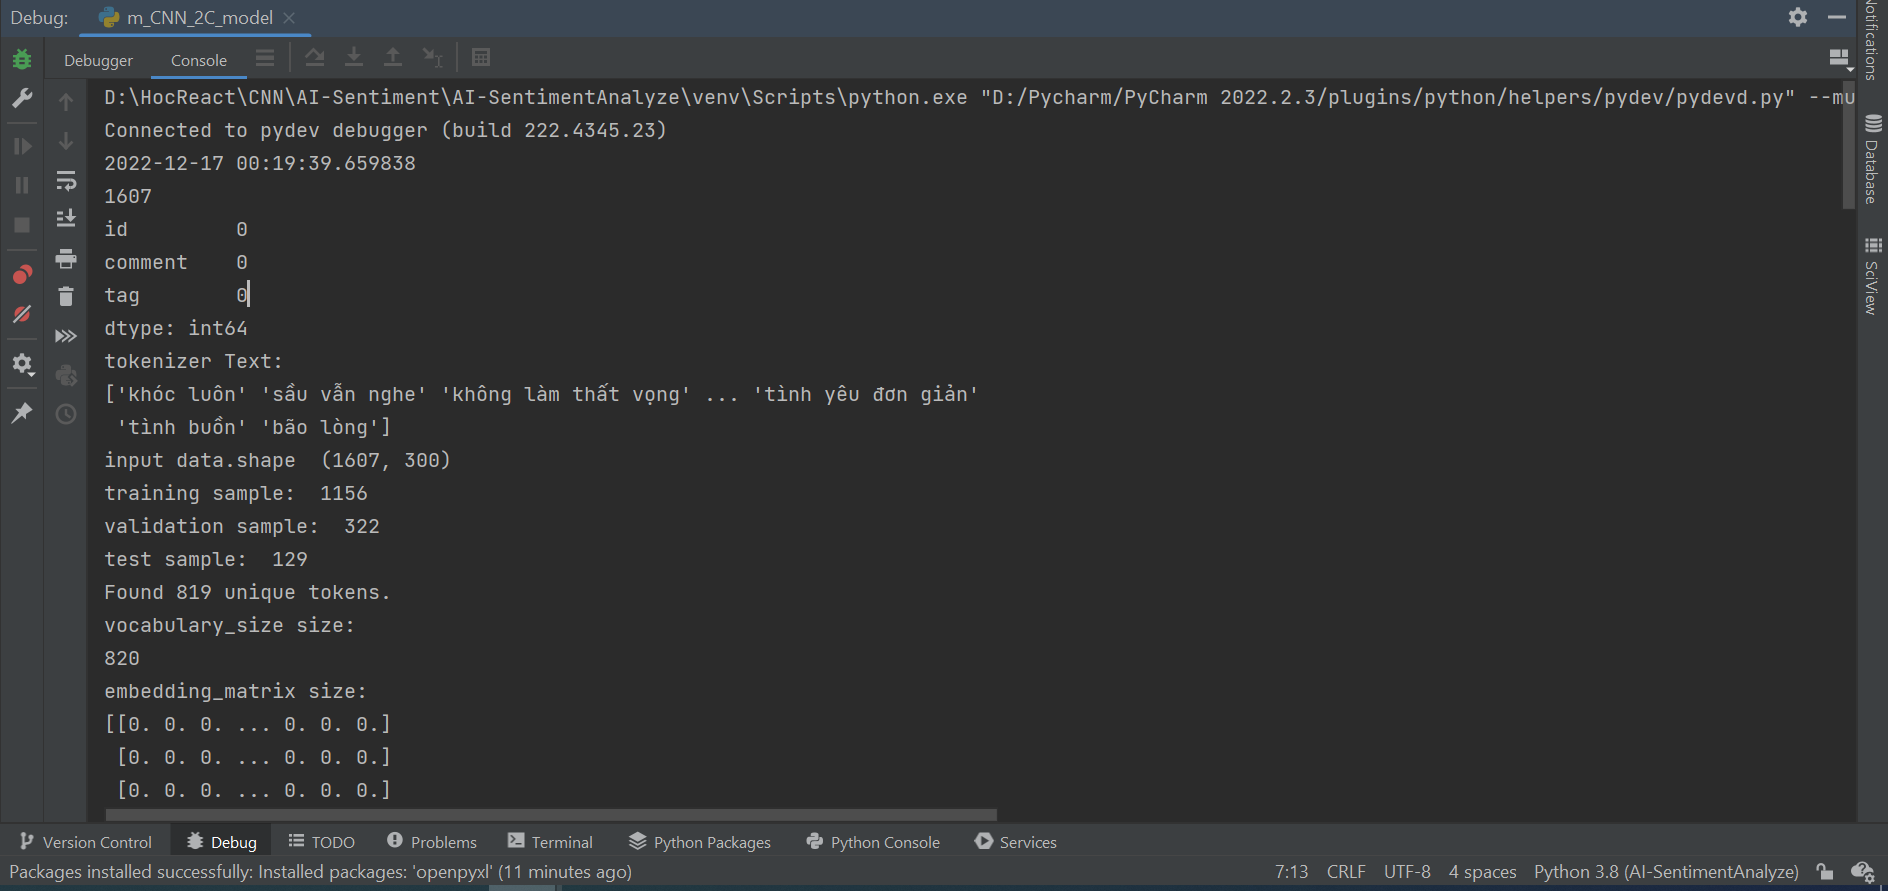 Debug: m_CNN_2C_model
Debugger Console
D:\HocReact\CNN\AI-Sentiment\AI-SentimentAnalyze\venv\Scripts\python.exe "D:/Pycharm/PyCharm 2022.2.3/plugins/python/helpers/pydev/pydevd.py" --mu
Connected to pydev debugger (build 222.4345.23)
2022-12-17 00:19:39.659838
1607
id 0
comment 0
tag 0
dtype: int64
tokenizer Text:
['khóc luôn' 'sầu vẫn nghe' 'không làm thất vọng' ... 'tình yêu đơn giản'
'tình buồn' 'bão lòng']
input data.shape (1607, 300)
training sample: 1156
validation sample: 322
test sample: 129
Found 819 unique tokens.
vocabulary_size size:
820
embedding_matrix size:
[[0. 0. 0. ... 0. 0. 0.]
[0. 0. 0. ... 0. 0. 0.]
[0. 0. 0. ... 0. 0. 0.]
Notifications
Database
SciView
Version Control Debug TODO Problems Terminal Python Packages Python Console Services
Packages installed successfully: Installed packages: 'openpyxl' (11 minutes ago) 7:13 CRLF UTF-8 4 spaces Python 3.8 (AI-SentimentAnalyze)